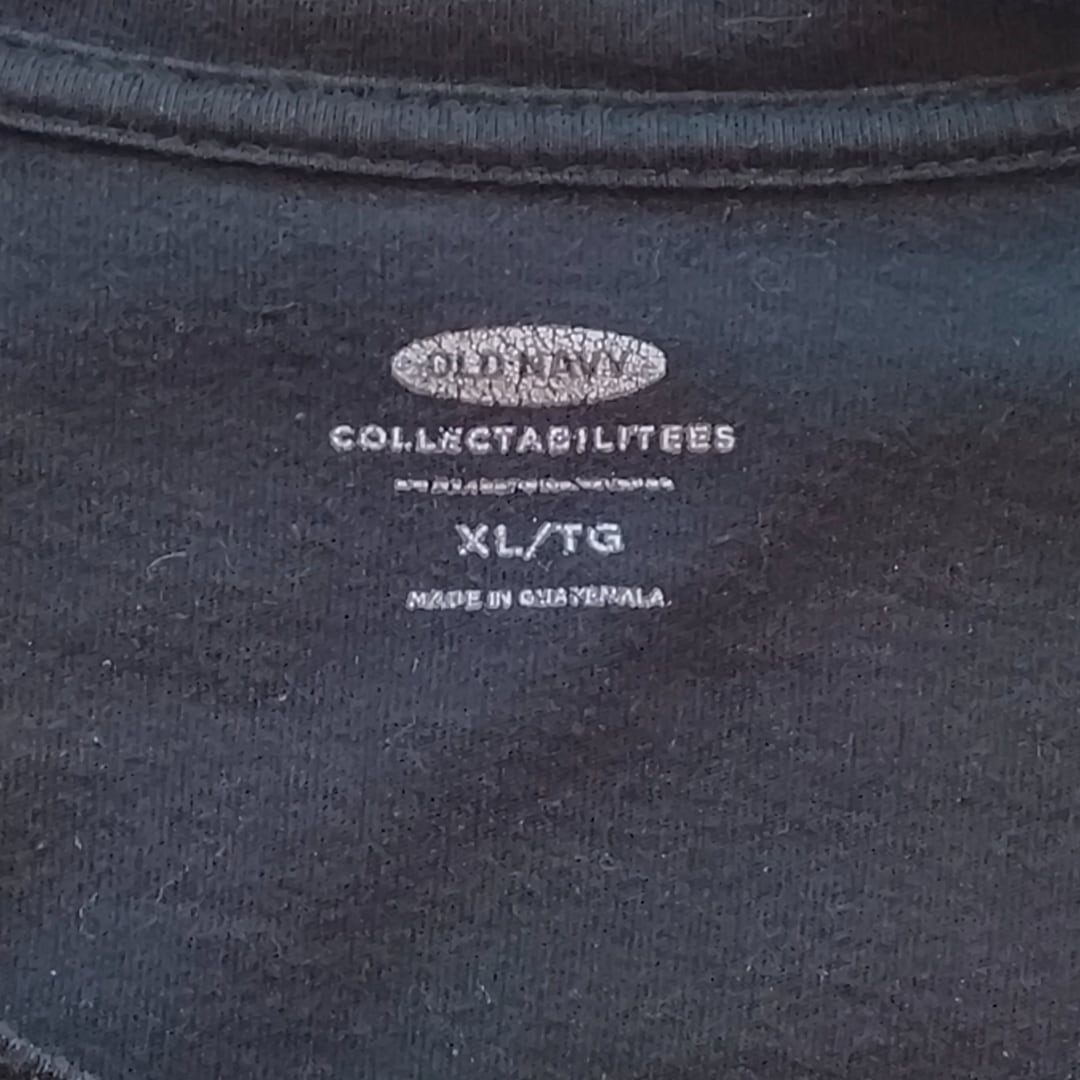 OLD NAVY
COLLECTABILITEES
XL/TG
MADE IN GUATEMALA